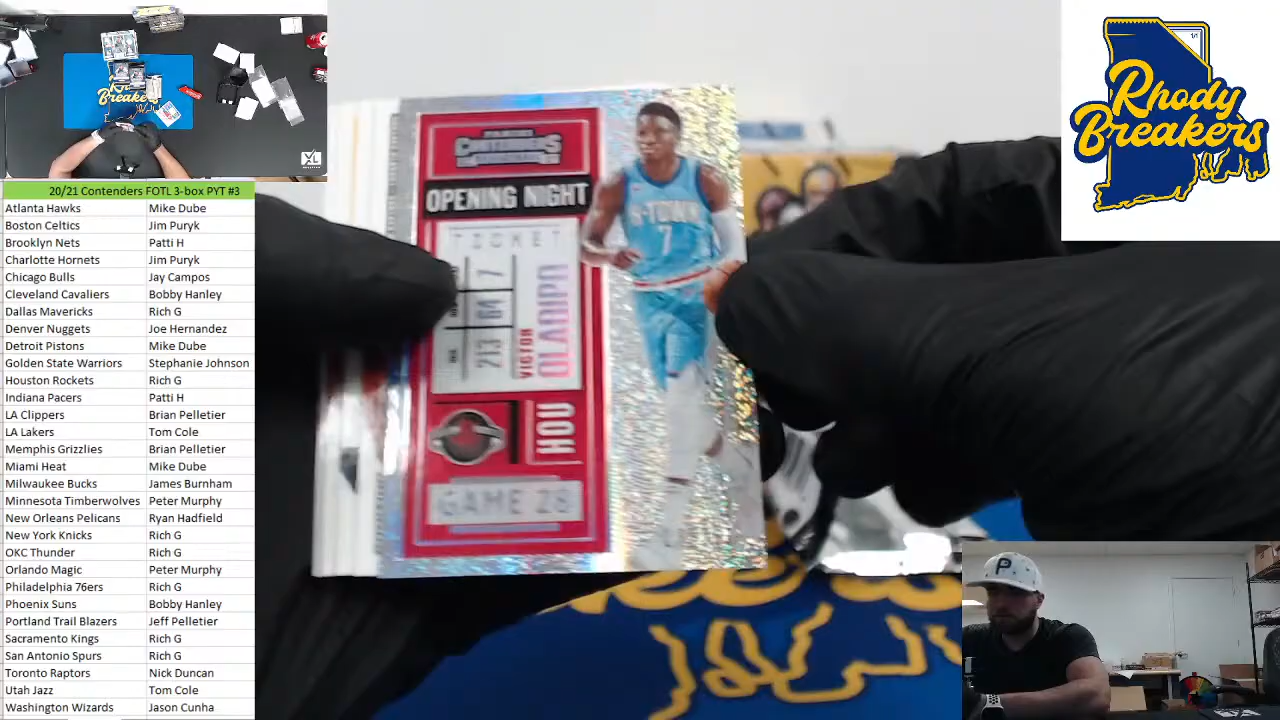 20/21 Contenders FOTL 3-box PYT #3
Atlanta Hawks Mike Dube
Boston Celtics Jim Puryk
Brooklyn Nets Patti H
Charlotte Hornets Jim Puryk
Chicago Bulls Jay Campos
Cleveland Cavaliers Bobby Hanley
Dallas Mavericks Rich G
Denver Nuggets Joe Hernandez
Detroit Pistons Mike Dube
Golden State Warriors Stephanie Johnson
Houston Rockets Rich G
Indiana Pacers Patti H
LA Clippers Brian Pelletier
LA Lakers Tom Cole
Memphis Grizzlies Brian Pelletier
Miami Heat Mike Dube
Milwaukee Bucks James Burnham
Minnesota Timberwolves Peter Murphy
New Orleans Pelicans Ryan Hadfield
New York Knicks Rich G
OKC Thunder Rich G
Orlando Magic Peter Murphy
Philadelphia 76ers Rich G
Phoenix Suns Bobby Hanley
Portland Trail Blazers Jeff Pelletier
Sacramento Kings Rich G
San Antonio Spurs Rich G
Toronto Raptors Nick Duncan
Utah Jazz Tom Cole
Washington Wizards Jason Cunha
PANINI
CONTENDERS
OPENING NIGHT
TICKET
7
64
213
VICTOR
OLADIPO
HOU
GAME 28
H-TOWN
7
Rhody
Breakers
1/1
P
XL